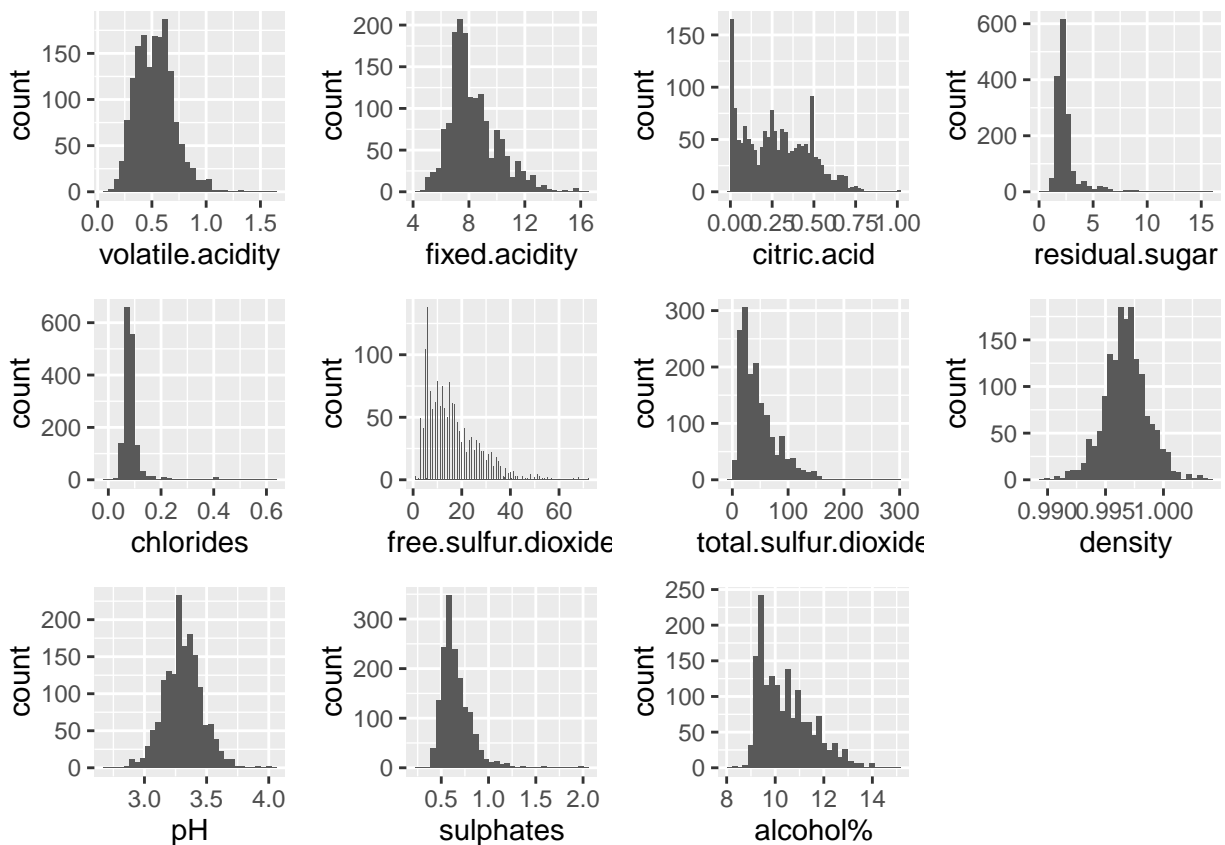 count
0
50
100
150
0.0 0.5 1.0 1.5
volatile.acidity
count
0
50
100
150
200
4 8 12 16
fixed.acidity
count
0
50
100
150
0.00 0.25 0.50 0.75 1.00
citric.acid
count
0
200
400
600
0 5 10 15
residual.sugar
count
0
200
400
600
0.0 0.2 0.4 0.6
chlorides
count
0
50
100
0 20 40 60
free.sulfur.dioxide
count
0
100
200
300
0 100 200 300
total.sulfur.dioxide
count
0
50
100
150
0.990 0.995 1.000
density
count
0
50
100
150
200
3.0 3.5 4.0
pH
count
0
100
200
300
0.5 1.0 1.5 2.0
sulphates
count
0
50
100
150
200
250
8 10 12 14
alcohol%